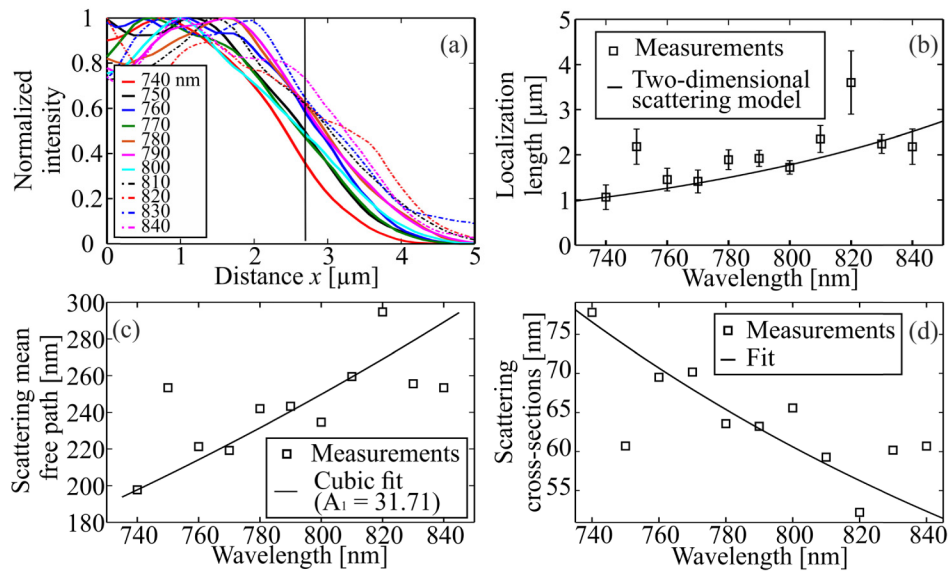 (a)
Normalized
intensity
1
0.8
0.6
0.4
0.2
0
740 nm
750
760
770
780
790
800
810
820
830
840
0 1 2 3 4 5
Distance x [µm]
(b)
Localization
length [µm]
5
4
3
2
1
0
Measurements
Two-dimensional
scattering model
740 760 780 800 820 840
Wavelength [nm]
(c)
Scattering mean
free path [nm]
300
280
260
240
220
200
180
Measurements
Cubic fit
(A1 = 31.71)
740 760 780 800 820 840
Wavelength [nm]
(d)
Scattering
cross-sections [nm]
75
70
65
60
55
Measurements
Fit
740 760 780 800 820 840
Wavelength [nm]